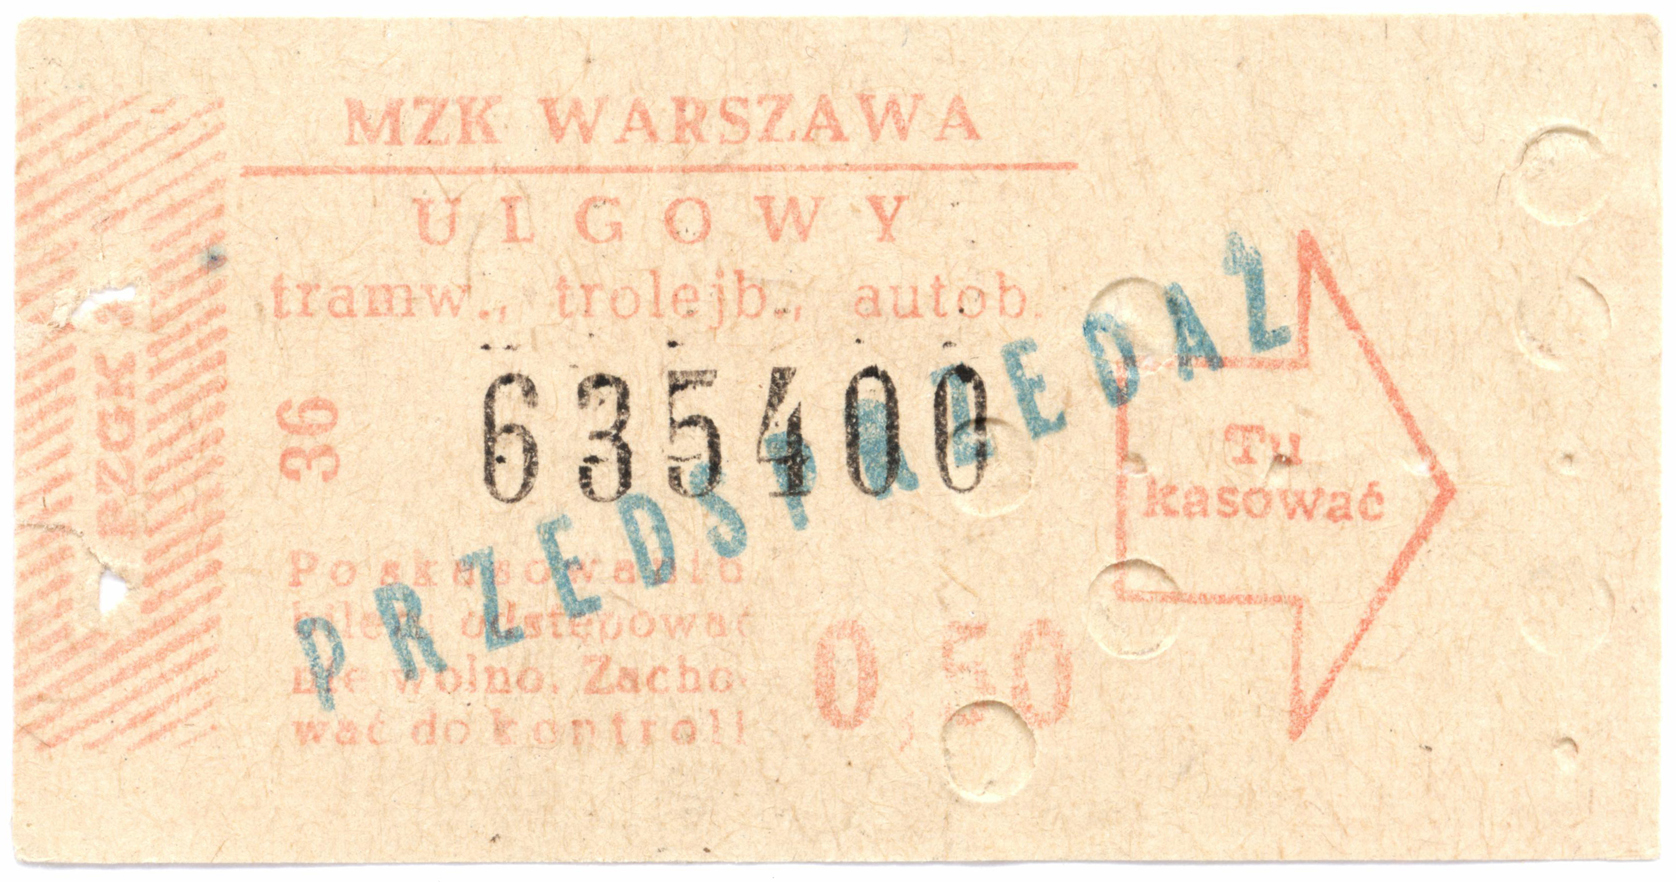 MZK WARSZAWA
ULGOWY
tramw., trolejb., autob.
36
635400
PRZEDSPRZEDAŻ
Po skasowaniu
biletu odstępować
nie wolno. Zacho-
wać do kontroli
0,50
Tu
kasować
PZGK